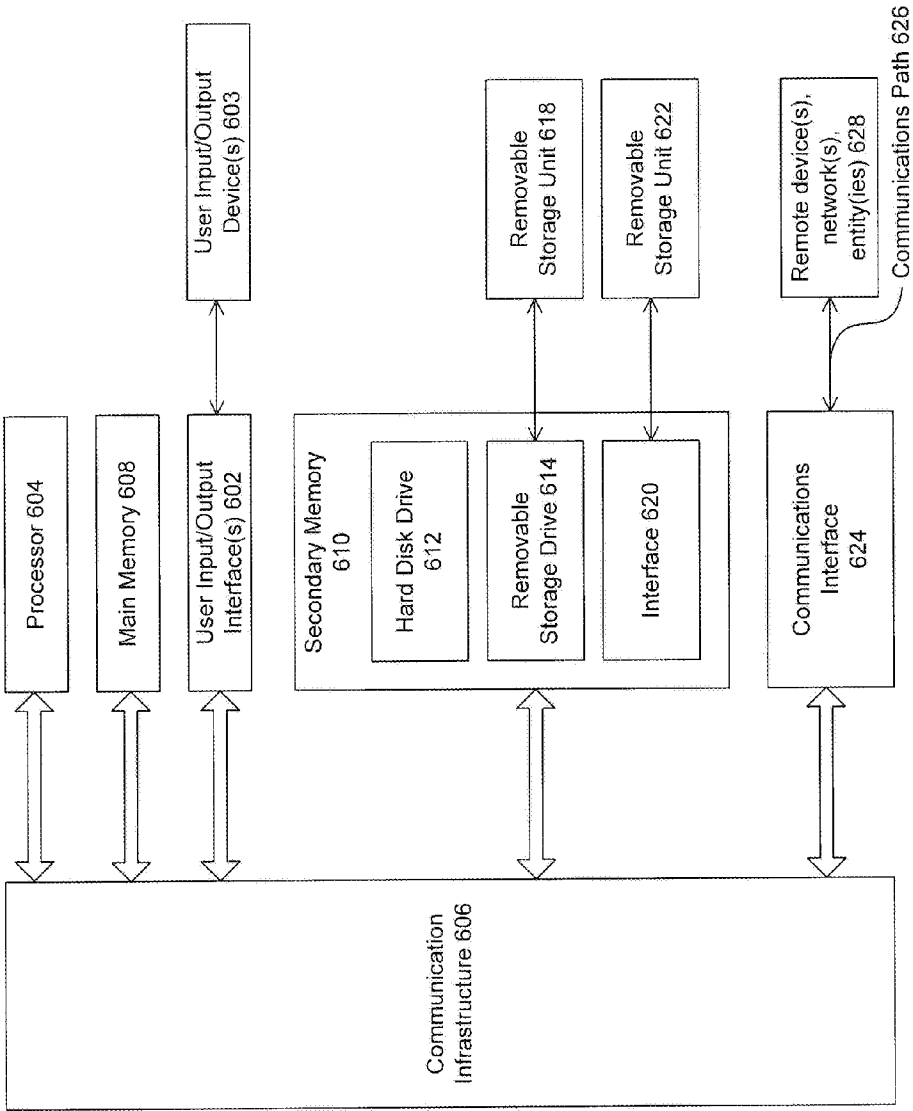 Processor 604
Main Memory 608
User Input/Output
Interface(s) 602
User Input/Output
Device(s) 603
Communication
Infrastructure 606
Secondary Memory
610
Hard Disk Drive
612
Removable
Storage Drive 614
Removable
Storage Unit 618
Interface 620
Removable
Storage Unit 622
Communications
Interface
624
Remote device(s),
network(s),
entity(ies) 628
Communications Path 626